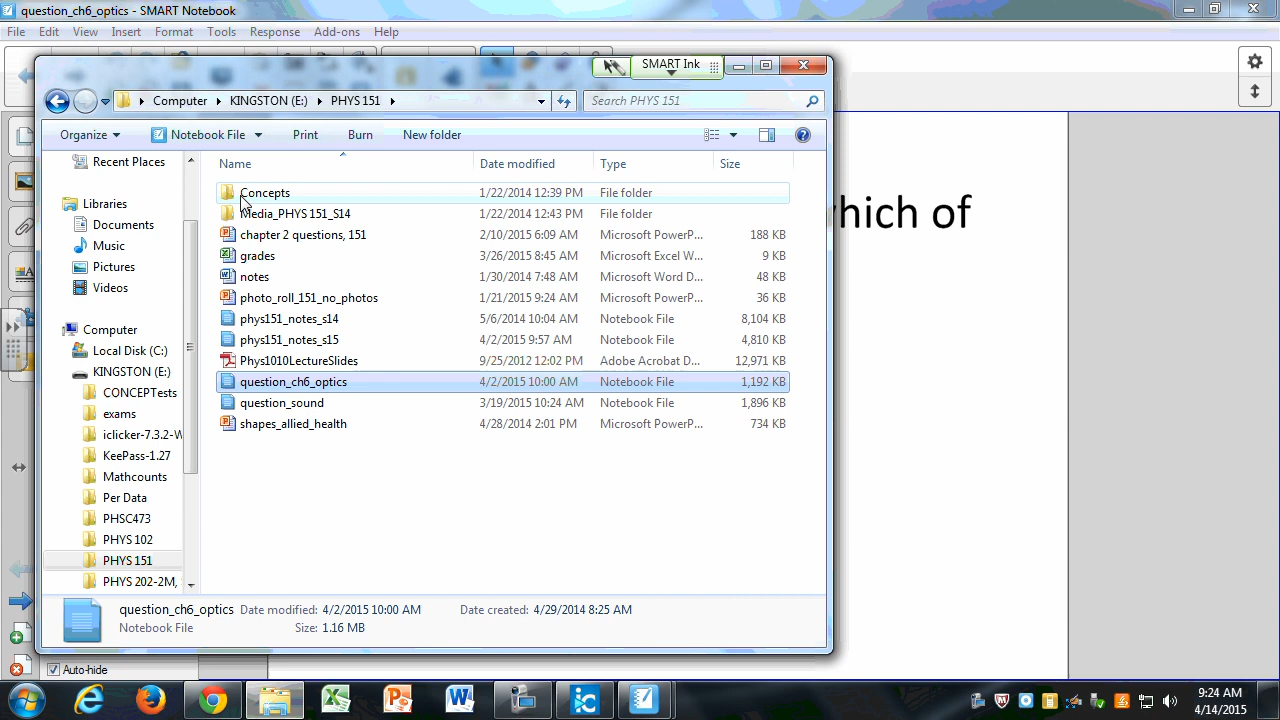 question_ch6_optics - SMART Notebook
File Edit View Insert Format Tools Response Add-ons Help
SMART Ink
Computer KINGSTON (E:) PHYS 151
Search PHYS 151
Organize Notebook File Print Burn New folder
Recent Places
Libraries
Documents
Music
Pictures
Videos
Computer
Local Disk (C:)
KINGSTON (E:)
CONCEPTests
exams
iclicker-7.3.2-W
KeePass-1.27
Mathcounts
Per Data
PHSC473
PHYS 102
PHYS 151
PHYS 202-2M,
Name Date modified Type Size
Concepts 1/22/2014 12:39 PM File folder
Media_PHYS 151_S14 1/22/2014 12:43 PM File folder
chapter 2 questions, 151 2/10/2015 6:09 AM Microsoft PowerP... 188 KB
grades 3/26/2015 8:45 AM Microsoft Excel W... 9 KB
notes 1/30/2014 7:48 AM Microsoft Word D... 48 KB
photo_roll_151_no_photos 1/21/2015 9:24 AM Microsoft PowerP... 36 KB
phys151_notes_s14 5/6/2014 10:04 AM Notebook File 8,104 KB
phys151_notes_s15 4/2/2015 9:57 AM Notebook File 4,810 KB
Phys1010LectureSlides 9/25/2012 12:02 PM Adobe Acrobat D... 12,971 KB
question_ch6_optics 4/2/2015 10:00 AM Notebook File 1,192 KB
question_sound 3/19/2015 10:24 AM Notebook File 1,896 KB
shapes_allied_health 4/28/2014 2:01 PM Microsoft PowerP... 734 KB
which of
question_ch6_optics Date modified: 4/2/2015 10:00 AM Date created: 4/29/2014 8:25 AM
Notebook File Size: 1.16 MB
Auto-hide
9:24 AM
4/14/2015